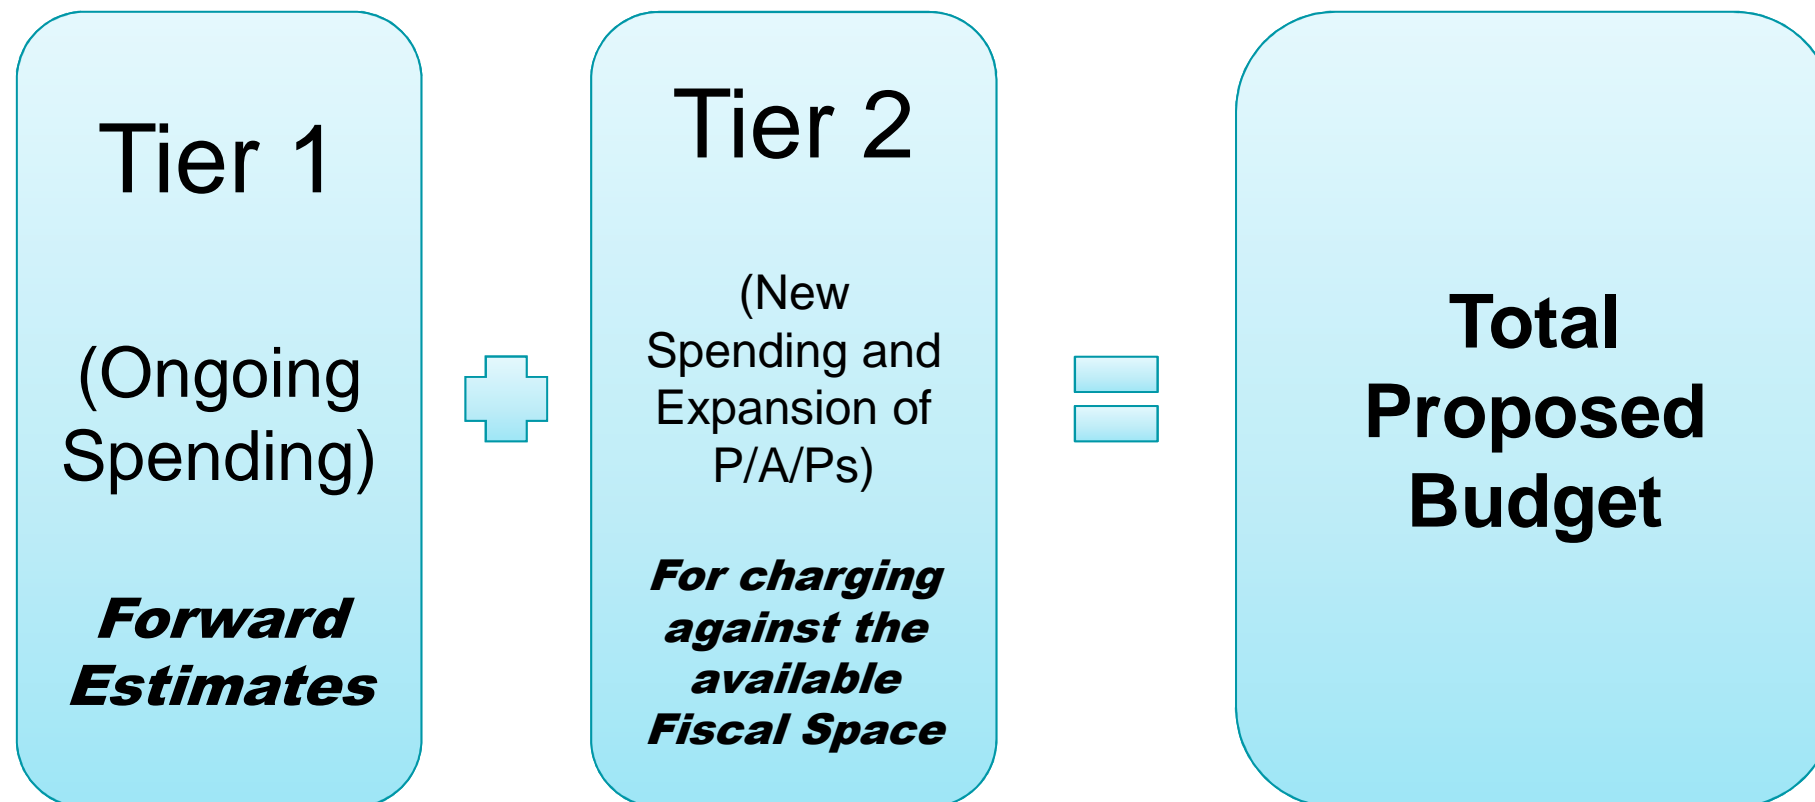 Tier 1
(Ongoing
Spending)
Forward
Estimates
Tier 2
(New
Spending and
Expansion of
P/A/Ps)
For charging
against the
available
Fiscal Space
Total
Proposed
Budget